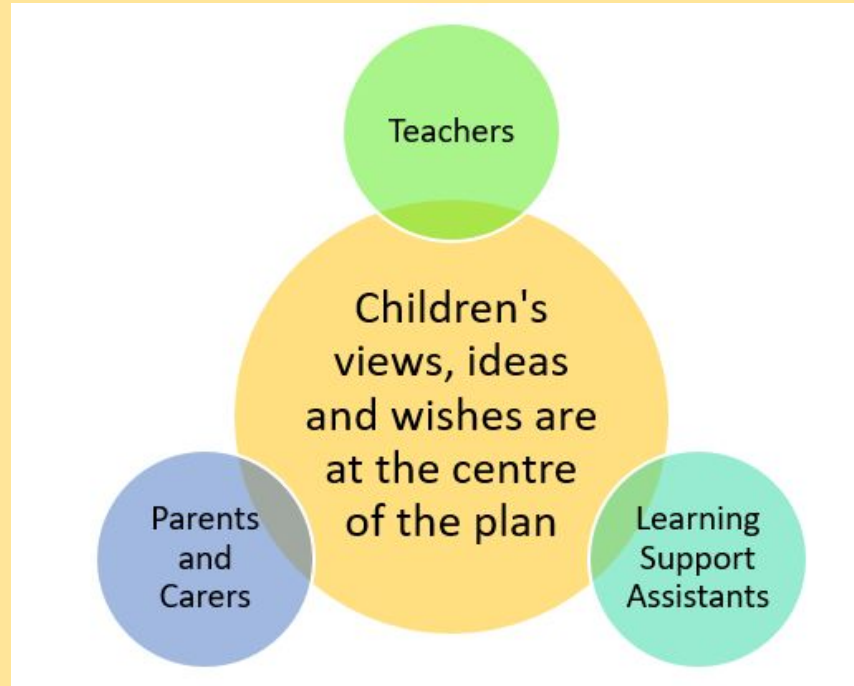 Teachers
Children's
views, ideas
and wishes are
at the centre
of the plan
Parents
and
Carers
Learning
Support
Assistants